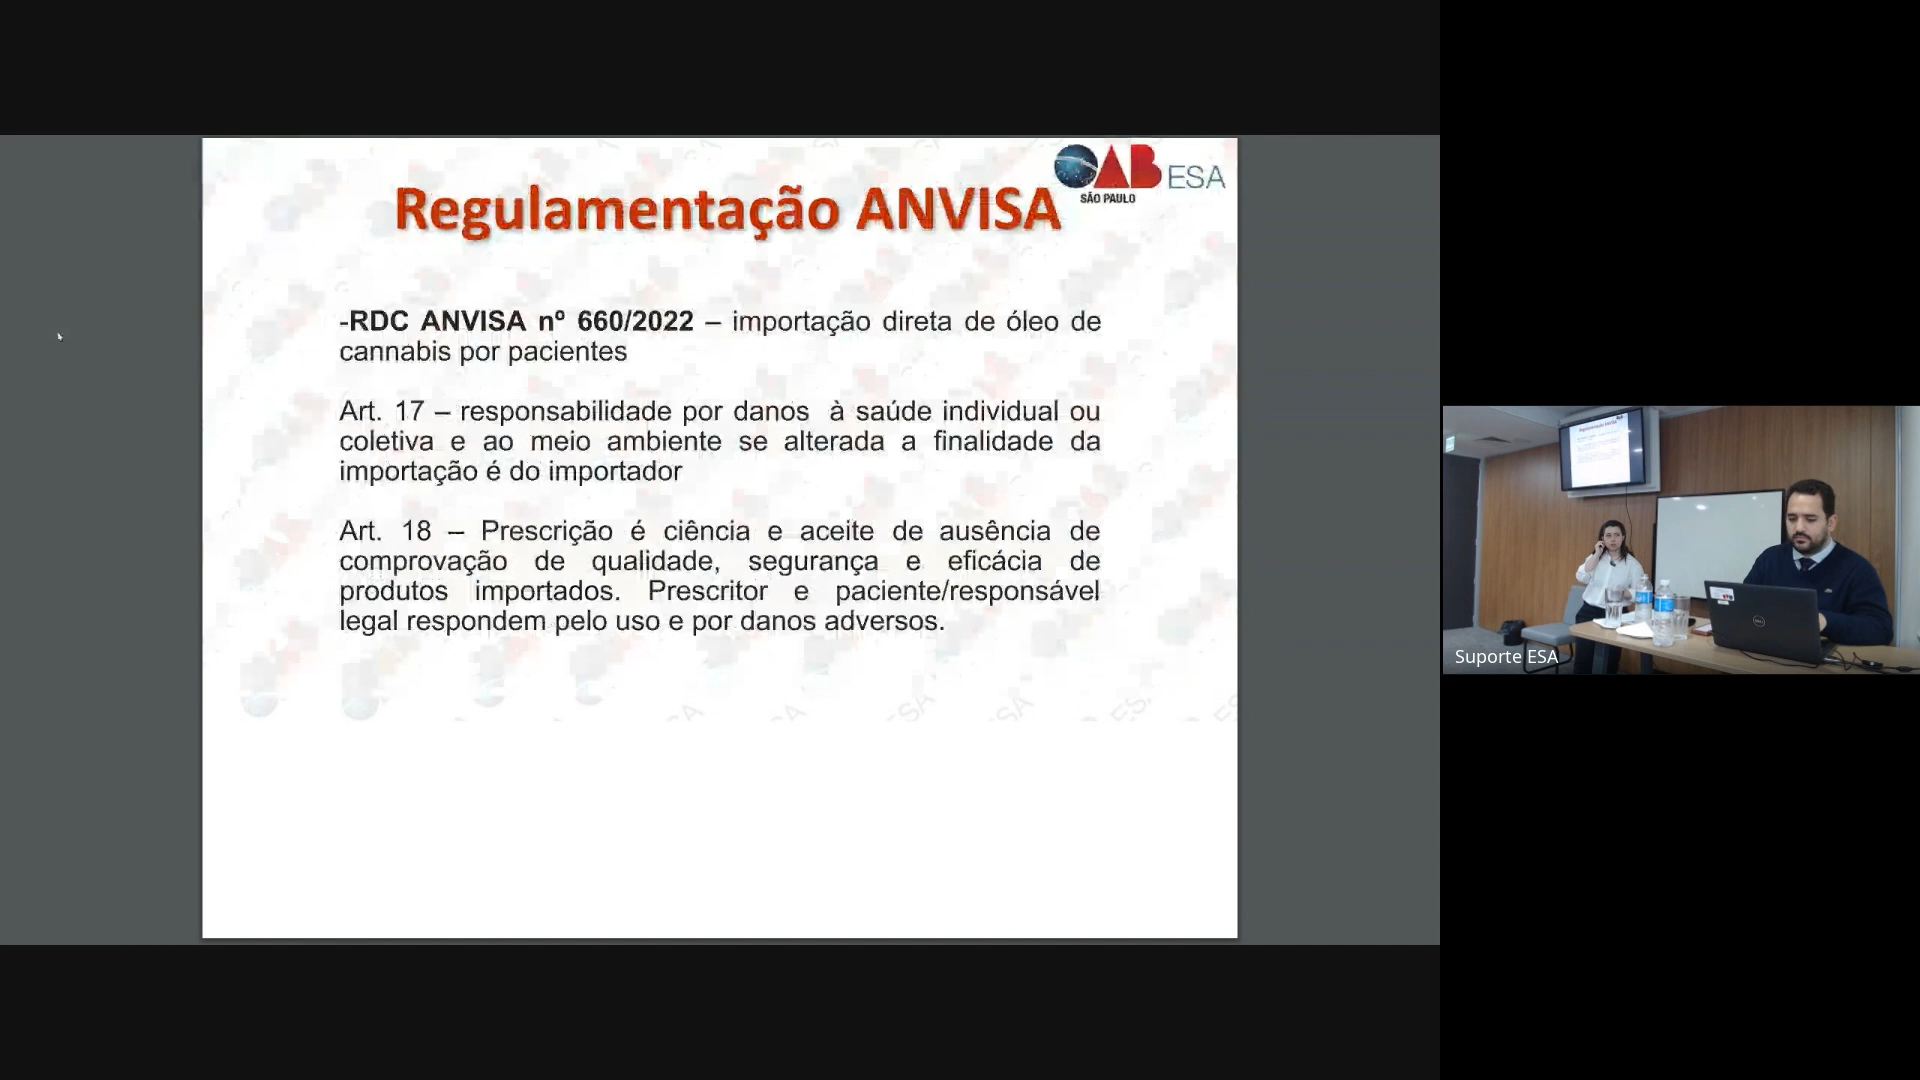 OAB ESA
SÃO PAULO
Regulamentação ANVISA
-RDC ANVISA nº 660/2022 – importação direta de óleo de
cannabis por pacientes
Art. 17 – responsabilidade por danos à saúde individual ou
coletiva e ao meio ambiente se alterada a finalidade da
importação é do importador
Art. 18 – Prescrição é ciência e aceite de ausência de
comprovação de qualidade, segurança e eficácia de
produtos importados. Prescritor e paciente/responsável
legal respondem pelo uso e por danos adversos.
Regulamentação ANVISA
Suporte ESA